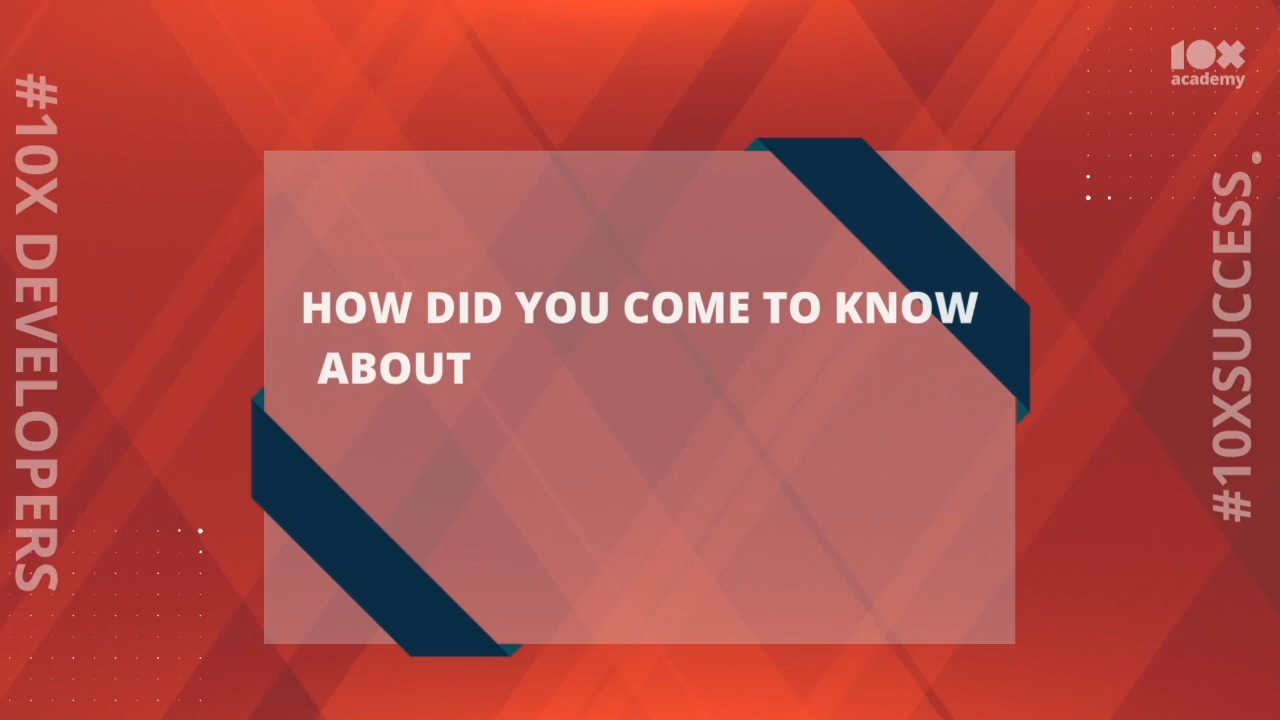 10x
academy
#10X DEVELOPERS
#10XSUCCESS
HOW DID YOU COME TO KNOW
ABOUT